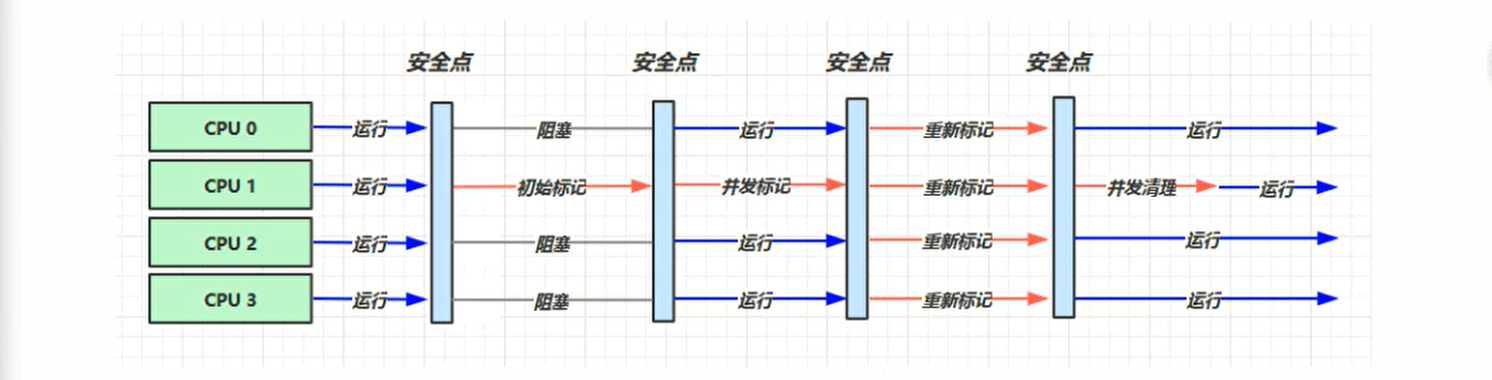 安全点 安全点 安全点 安全点
CPU 0 运行 阻塞 运行 重新标记 运行
CPU 1 运行 初始标记 并发标记 重新标记 并发清理 运行
CPU 2 运行 阻塞 运行 重新标记 运行
CPU 3 运行 阻塞 运行 重新标记 运行